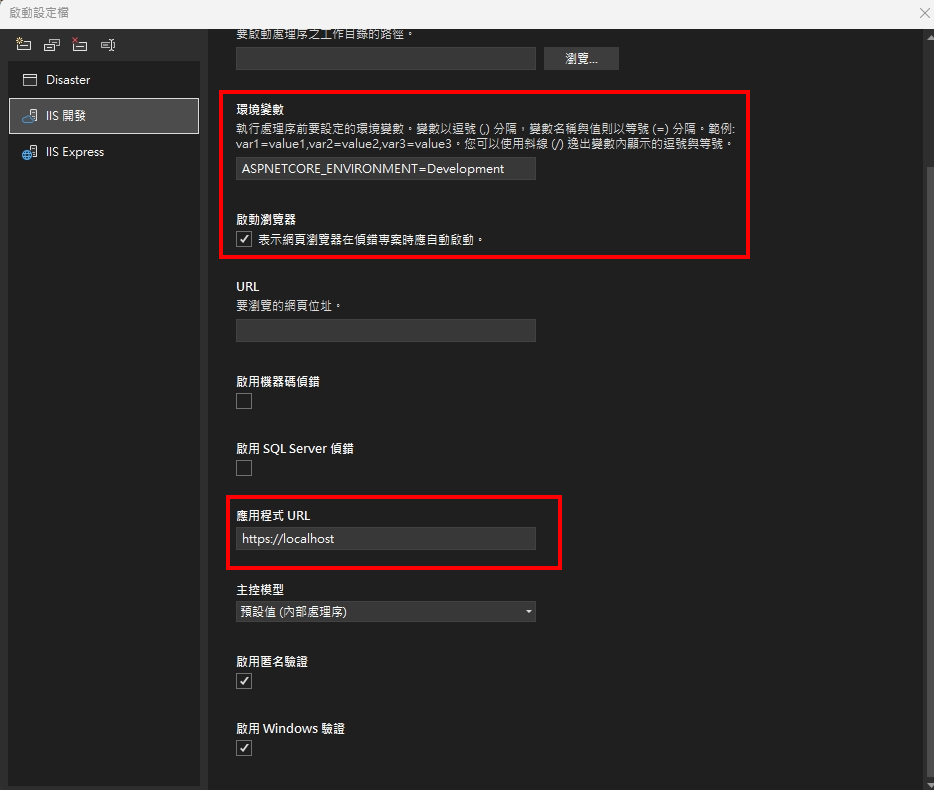 啟動設定檔
Disaster
IIS 開發
IIS Express
要啟動處理序之工作目錄的路徑。
瀏覽...
環境變數
執行處理序前要設定的環境變數。變數以逗號 (,) 分隔，變數名稱與值則以等號 (=) 分隔。範例:
var1=value1,var2=value2,var3=value3。您可以使用斜線 (/) 逸出變數內顯示的逗號與等號。
ASPNETCORE_ENVIRONMENT=Development
啟動瀏覽器
表示網頁瀏覽器在偵錯專案時應自動啟動。
URL
要瀏覽的網頁位址。
啟用機器碼偵錯
啟用 SQL Server 偵錯
應用程式 URL
https://localhost
主控模型
預設值 (內部處理序)
啟用匿名驗證
啟用 Windows 驗證